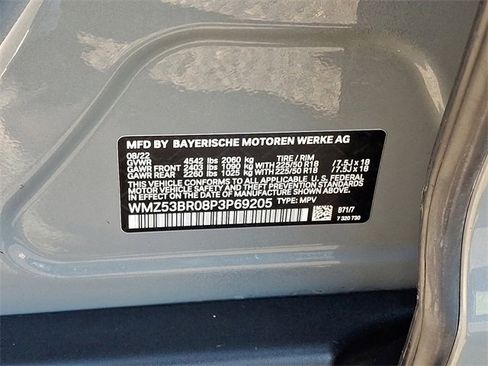 MFD BY BAYERISCHE MOTOREN WERKE AG
08/22
GVWR 4542 lbs 2060 kg TIRE / RIM
GAWR FRONT 2403 lbs 1090 kg WITH 225/50 R18 / 7.5J x 18
GAWR REAR 2260 lbs 1025 kg WITH 225/50 R18 / 7.5J x 18
THIS VEHICLE CONFORMS TO ALL APPLICABLE U.S. FEDERAL
MOTOR VEHICLE SAFETY, BUMPER, AND THEFT PREVENTION
STANDARDS IN EFFECT ON THE DATE OF MANUFACTURE SHOWN ABOVE.
WMZ53BR08P3P69205 TYPE: MPV B71/7
7 320 730